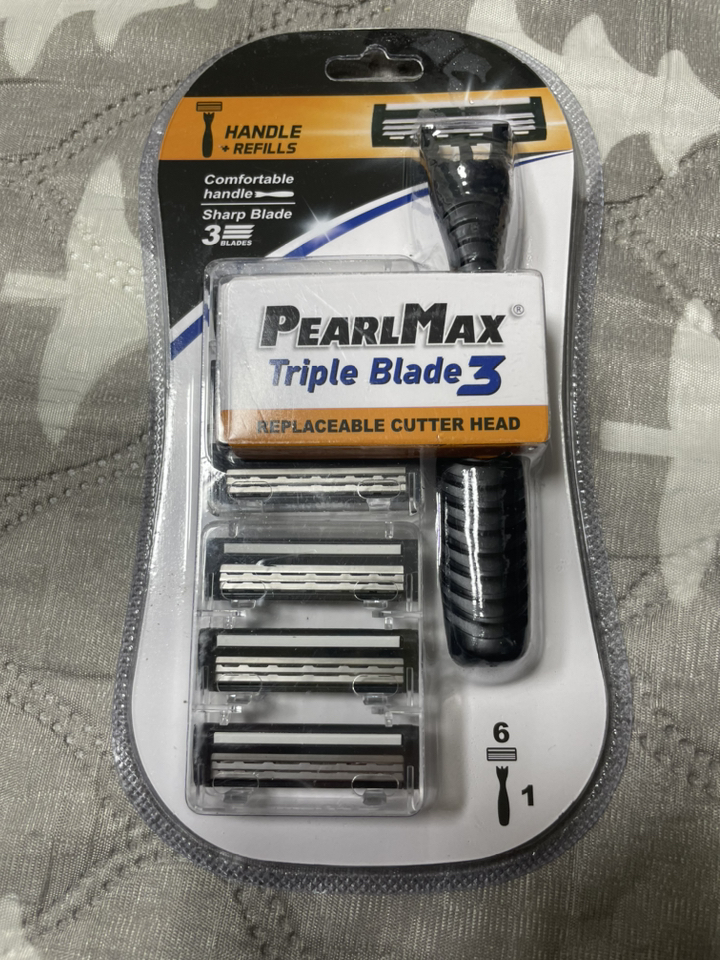 HANDLE
+ REFILLS
Comfortable
handle
Sharp Blade
3 BLADES
PEARLMAX®
Triple Blade 3
REPLACEABLE CUTTER HEAD
6
1